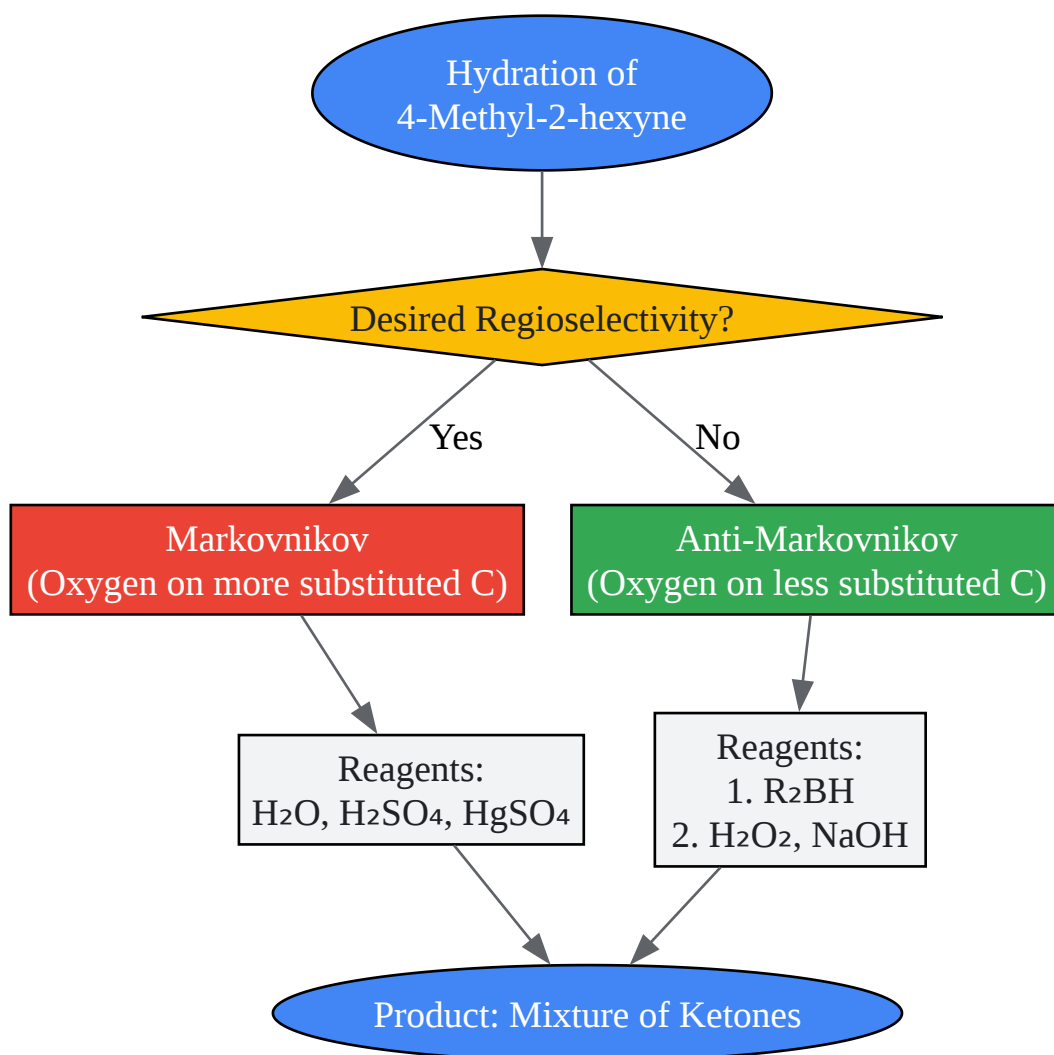 Hydration of
4-Methyl-2-hexyne
Desired Regioselectivity?
Yes
No
Markovnikov
(Oxygen on more substituted C)
Anti-Markovnikov
(Oxygen on less substituted C)
Reagents:
H₂O, H₂SO₄, HgSO₄
Reagents:
1. R₂BH
2. H₂O₂, NaOH
Product: Mixture of Ketones